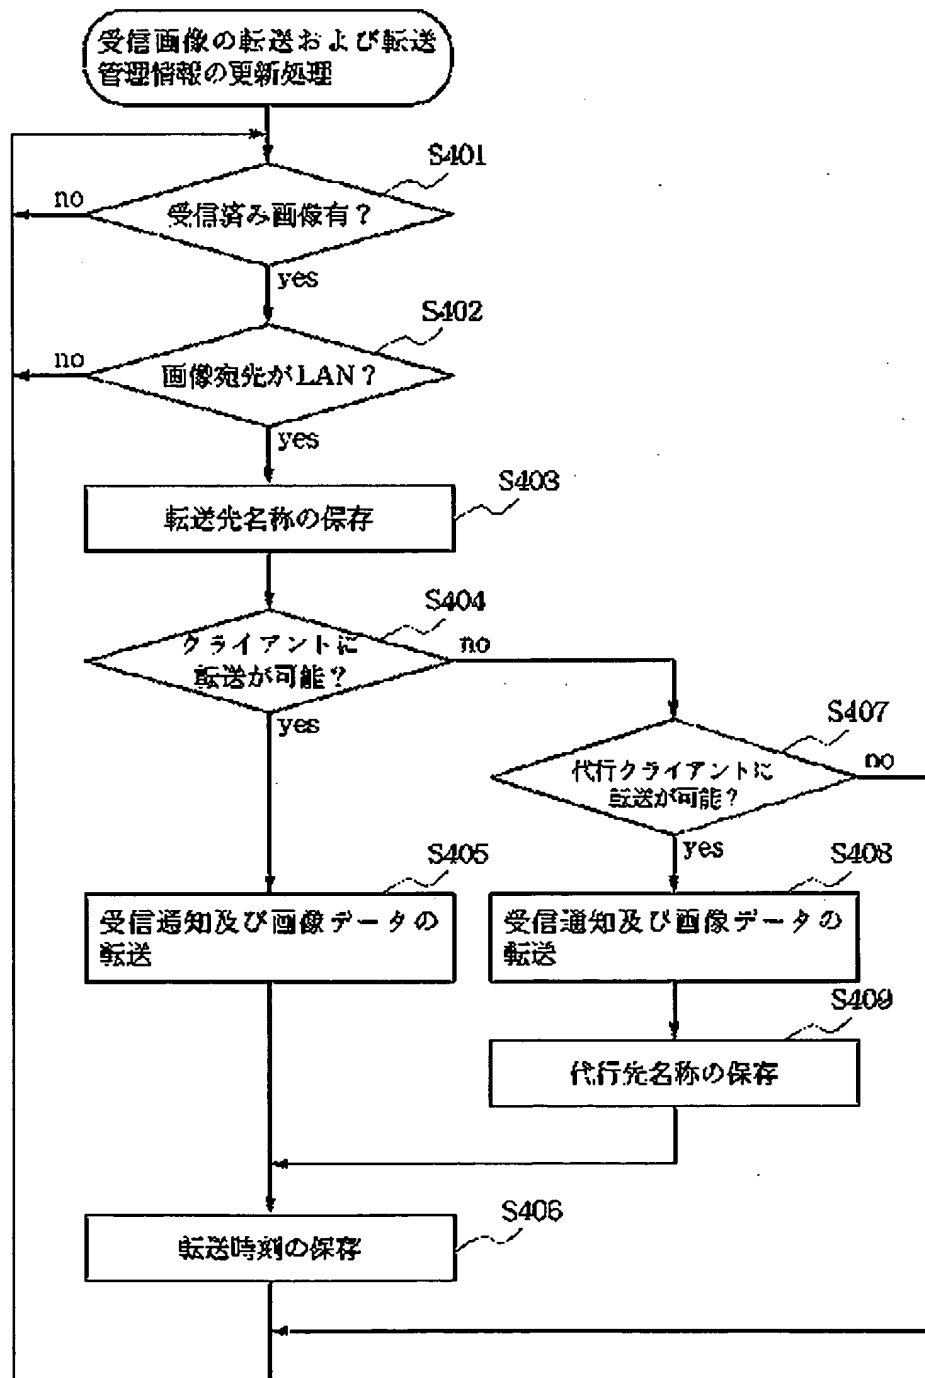 受信画像の転送および転送
管理情報の更新処理
S401
no
受信済み画像有？
yes
S402
no
画像宛先がLAN？
yes
S403
転送先名称の保存
S404
クライアントに
転送が可能？
no
yes
S407
代行クライアントに
転送が可能？
no
yes
S405
受信通知及び画像データの
転送
S408
受信通知及び画像データの
転送
S409
代行先名称の保存
S406
転送時刻の保存